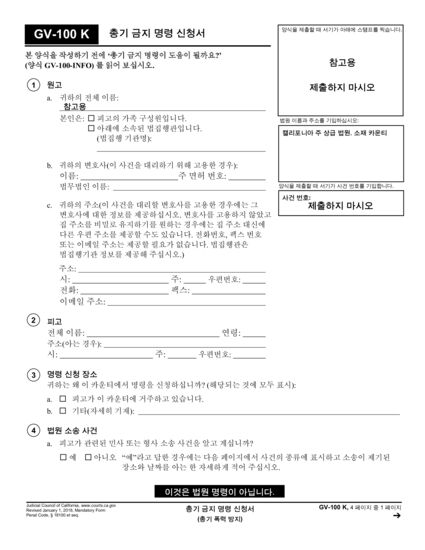 GV-100 K 총기 금지 명령 신청서
양식을 제출할 때 서기가 아래에 스탬프를 찍습니다.
본 양식을 작성하기 전에 ‘총기 금지 명령이 도움이 될까요?’
(양식 GV-100-INFO) 를 읽어 보십시오.
참고용
제출하지 마시오
1 원고
a. 귀하의 전체 이름:
참고용
본인은: □ 피고의 가족 구성원입니다.
□ 아래에 소속된 법집행관입니다.
(법집행 기관명):
법원 이름과 주소를 기입하십시오:
캘리포니아 주 상급 법원, 소재 카운티
b. 귀하의 변호사(이 사건을 대리하기 위해 고용한 경우):
이름: 주 면허 번호:
법무법인 이름:
양식을 제출할 때 서기가 사건 번호를 기입합니다.
사건 번호:
제출하지 마시오
c. 귀하의 주소(이 사건을 대리할 변호사를 고용한 경우에는 그
변호사에 대한 정보를 제공하십시오. 변호사를 고용하지 않았고
집 주소를 비밀로 유지하기를 원하는 경우에는 집 주소 대신에
다른 우편 주소를 제공할 수도 있습니다. 전화번호, 팩스 번호
또는 이메일 주소는 제공할 필요가 없습니다. 법집행관은
법집행기관 정보를 제공해 주십시오.)
주소:
시: 주: 우편번호:
전화: 팩스:
이메일 주소:
2 피고
전체 이름: 연령:
주소(아는 경우):
시: 주: 우편번호:
3 명령 신청 장소
귀하는 왜 이 카운티에서 명령을 신청하십니까? (해당되는 것에 모두 표시):
a. □ 피고가 이 카운티에 거주하고 있습니다.
b. □ 기타(자세히 기재):
4 법원 소송 사건
a. 피고가 관련된 민사 또는 형사 소송 사건을 알고 계십니까?
□ 예 □ 아니오 “예”라고 답한 경우에는 다음 페이지에서 사건의 종류에 표시하고 소송이 제기된
장소와 날짜를 아는 한 자세하게 적어 주십시오.
이것은 법원 명령이 아닙니다.
Judicial Council of California, www.courts.ca.gov
Revised January 1, 2018, Mandatory Form
Penal Code, § 18100 et seq.
총기 금지 명령 신청서
(총기 폭력 방지)
GV-100 K, 4 페이지 중 1 페이지
→